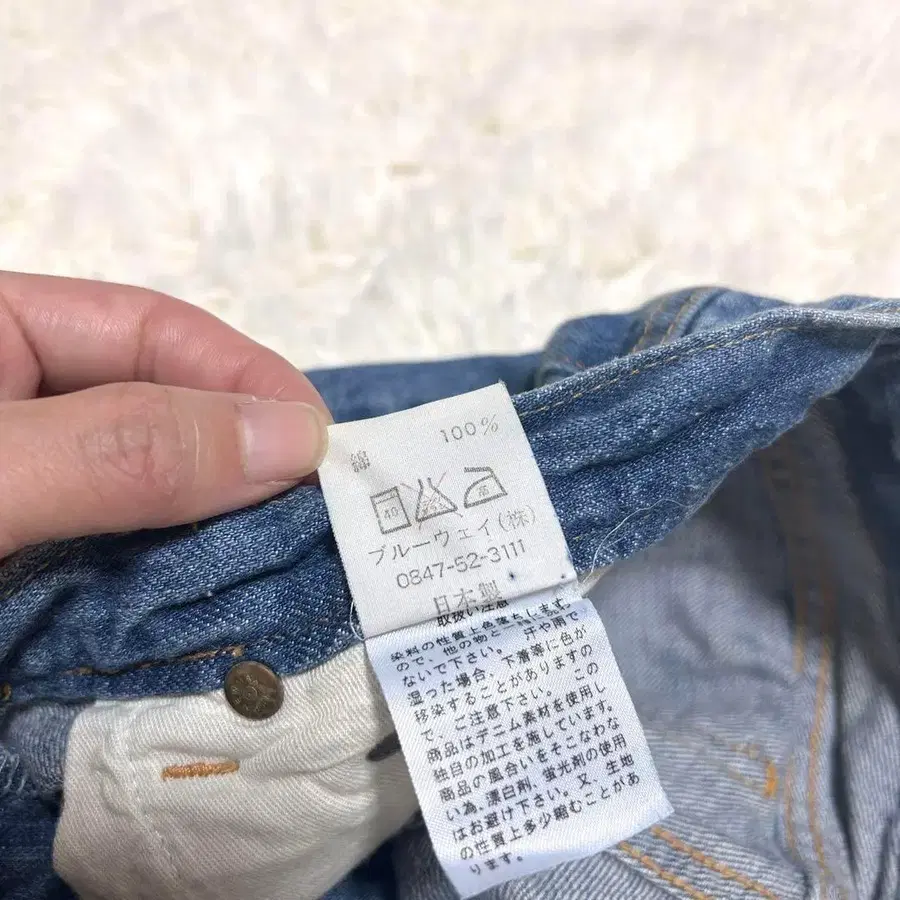 綿 100%
40
ブルーウェイ(株)
0847-52-3111
日本製
取扱い注意
染料の性質上色落ちします
ので、他の物と
ないで下さい。汗や雨で
湿った場合、下着等に色が
移染することがありますの
で、ご注意下さい。 この
商品はデニム素材を使用し
独自の加工を施しています。
商品の風合いをそこなわな
い為、漂白剤、蛍光剤の使用
はお避け下さい。又、生地
の性質上多少縮むことがあ
ります。